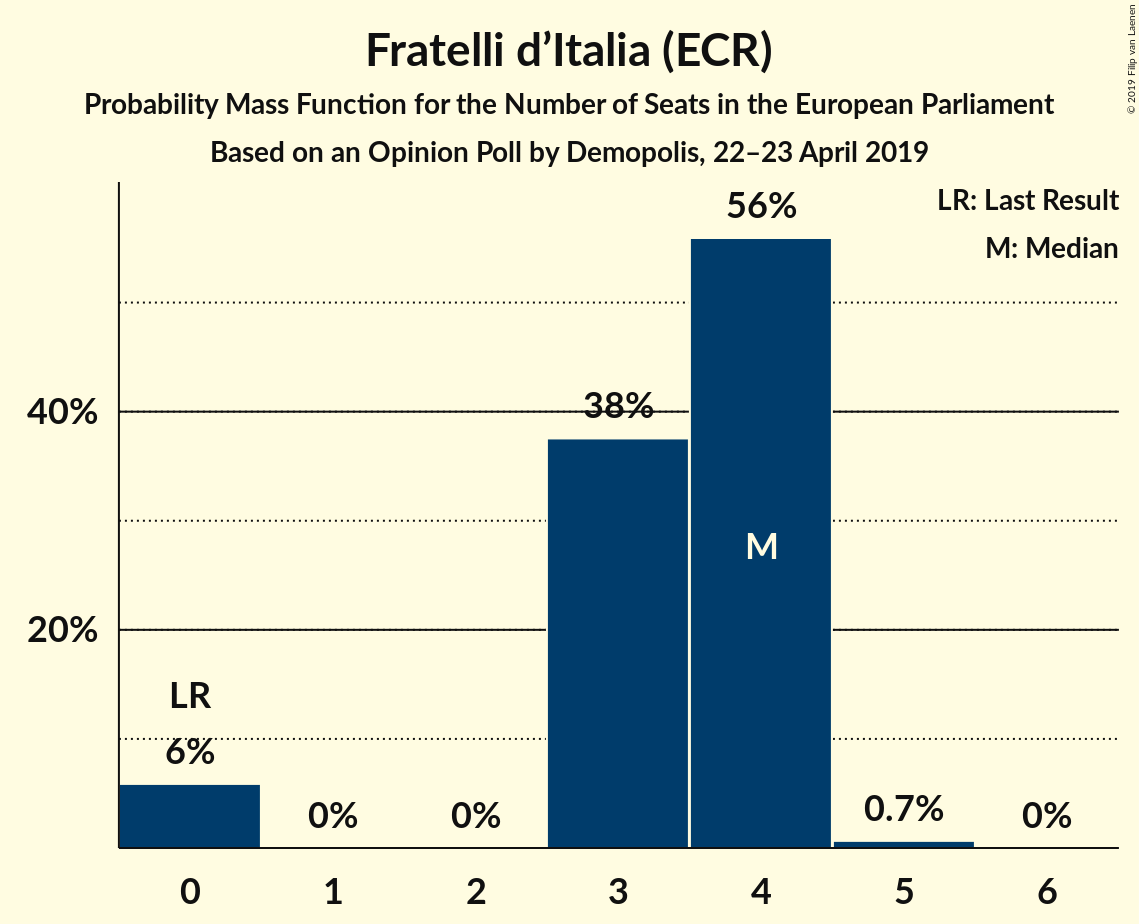 Fratelli d’Italia (ECR)
Probability Mass Function for the Number of Seats in the European Parliament
Based on an Opinion Poll by Demopolis, 22–23 April 2019
© 2019 Filip van Laenen
LR: Last Result
M: Median
56%
38%
40%
M
20%
LR
6%
0%
0%
0.7%
0%
0
1
2
3
4
5
6